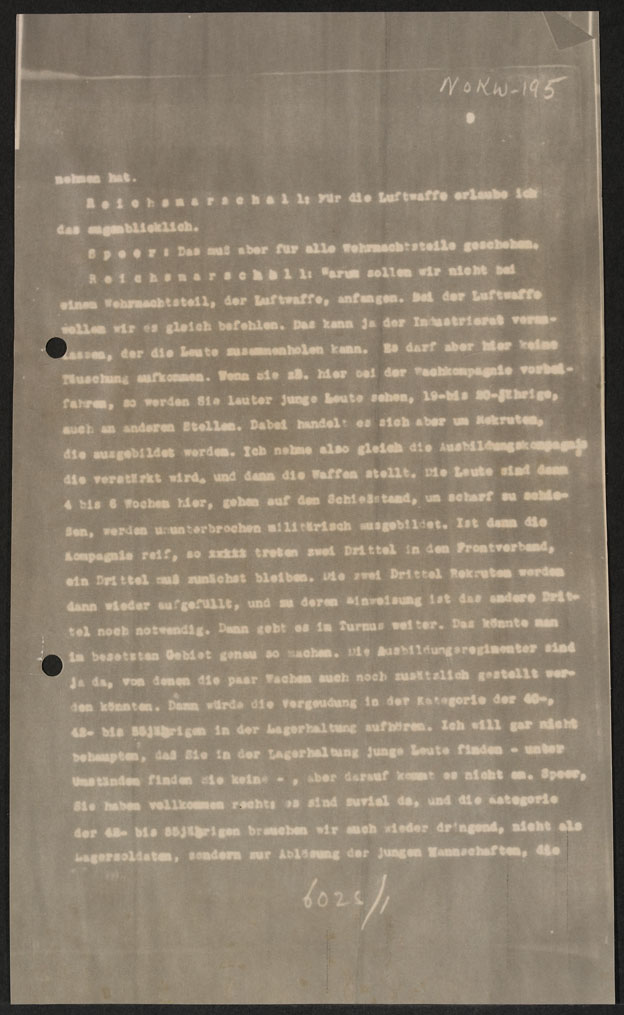 NOKW-195
nehmen hat.
R e i c h s m a r s c h a l l : Für die Luftwaffe erlaube ich
das augenblicklich.
S p e e r : Das muß aber für alle Wehrmachtsteile geschehen.
R e i c h s m a r s c h a l l : Warum sollen wir nicht bei
einem Wehrmachtsteil, der Luftwaffe, anfangen. Bei der Luftwaffe
wollen wir es gleich befehlen. Das kann ja der Industrierat veran-
lassen, der die Leute zusammenholen kann. Es darf aber hier keine
Täuschung aufkommen. Wenn Sie zB. hier bei der Wachkompagnie vorbei-
fahren, so werden Sie lauter junge Leute sehen, 19-bis 20-jährige,
auch an anderen Stellen. Dabei handelt es sich aber um Rekruten,
die ausgebildet werden. Ich nehme also gleich die Ausbildungskompagnie
die verstärkt wird, und dann die Waffen stellt. Die Leute sind dann
4 bis 6 Wochen hier, gehen auf den Schießstand, um scharf zu schie-
ßen, werden ununterbrochen militärisch ausgebildet. Ist dann die
Kompagnie reif, so xxxxx treten zwei Drittel in den Frontverband,
ein Drittel muß zunächst bleiben. Die zwei Drittel Rekruten werden
dann wieder aufgefüllt, und zu deren Einweisung ist das andere Drit-
tel noch notwendig. Dann geht es im Turnus weiter. Das könnte man
im besetzten Gebiet genau so machen. Die Ausbildungsregimenter sind
ja da, von denen die paar Wachen auch noch zusätzlich gestellt wer-
den könnten. Dann würde die Vergeudung in der Kategorie der 40-,
48- bis 55jährigen in der Lagerhaltung aufhören. Ich will gar nicht
behaupten, daß Sie in der Lagerhaltung junge Leute finden - unter
Umständen finden Sie keine - , aber darauf kommt es nicht an. Speer,
Sie haben vollkommen recht: es sind zuviel da, und die Kategorie
der 48- bis 55jährigen brauchen wir auch wieder dringend, nicht als
Lagersoldaten, sondern zur Ablösung der jungen Mannschaften, die